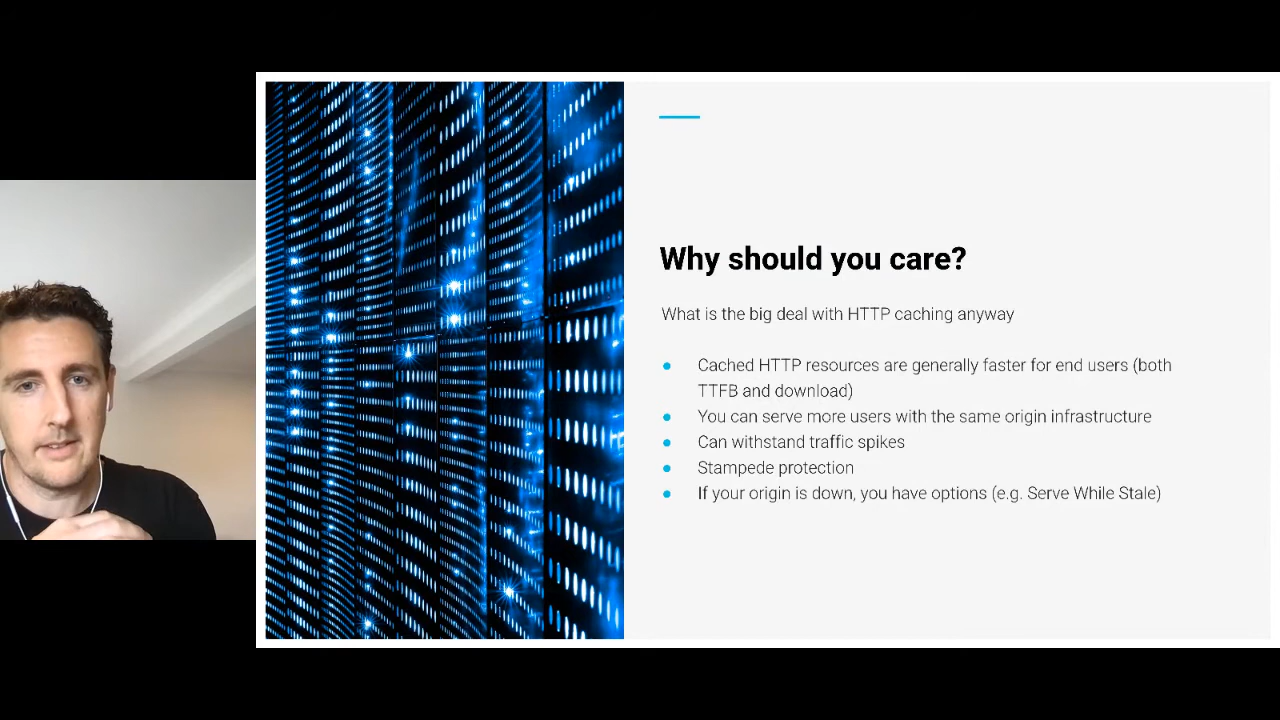 Why should you care?
What is the big deal with HTTP caching anyway
● Cached HTTP resources are generally faster for end users (both
TTFB and download)
● You can serve more users with the same origin infrastructure
● Can withstand traffic spikes
● Stampede protection
● If your origin is down, you have options (e.g. Serve While Stale)